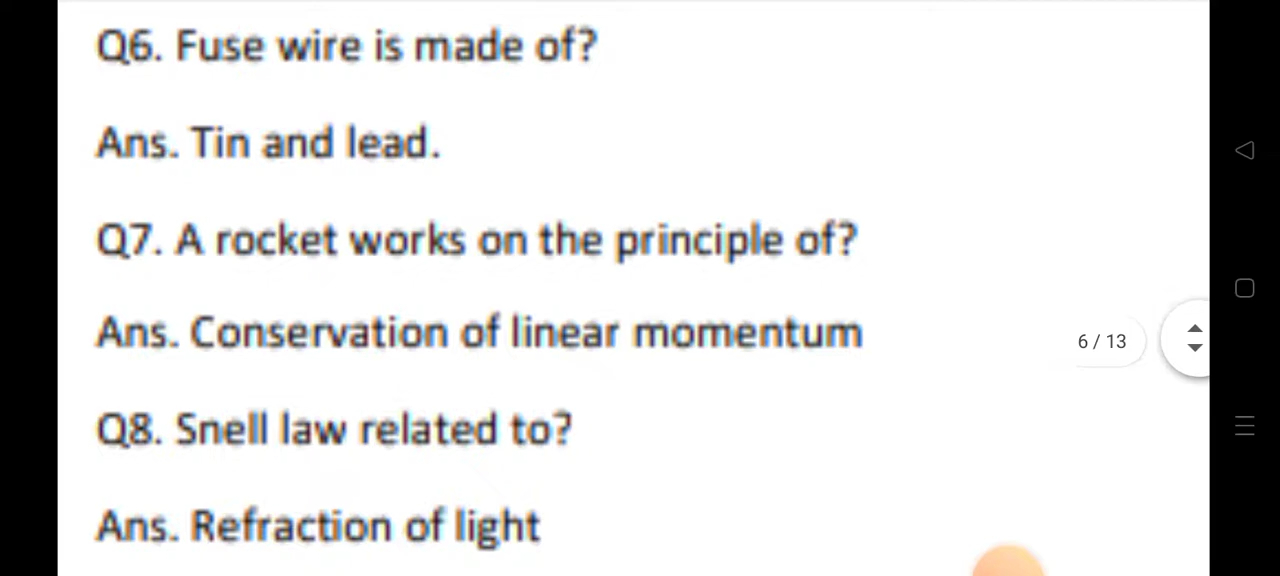 Q6. Fuse wire is made of?
Ans. Tin and lead.
Q7. A rocket works on the principle of?
Ans. Conservation of linear momentum
6 / 13
Q8. Snell law related to?
Ans. Refraction of light